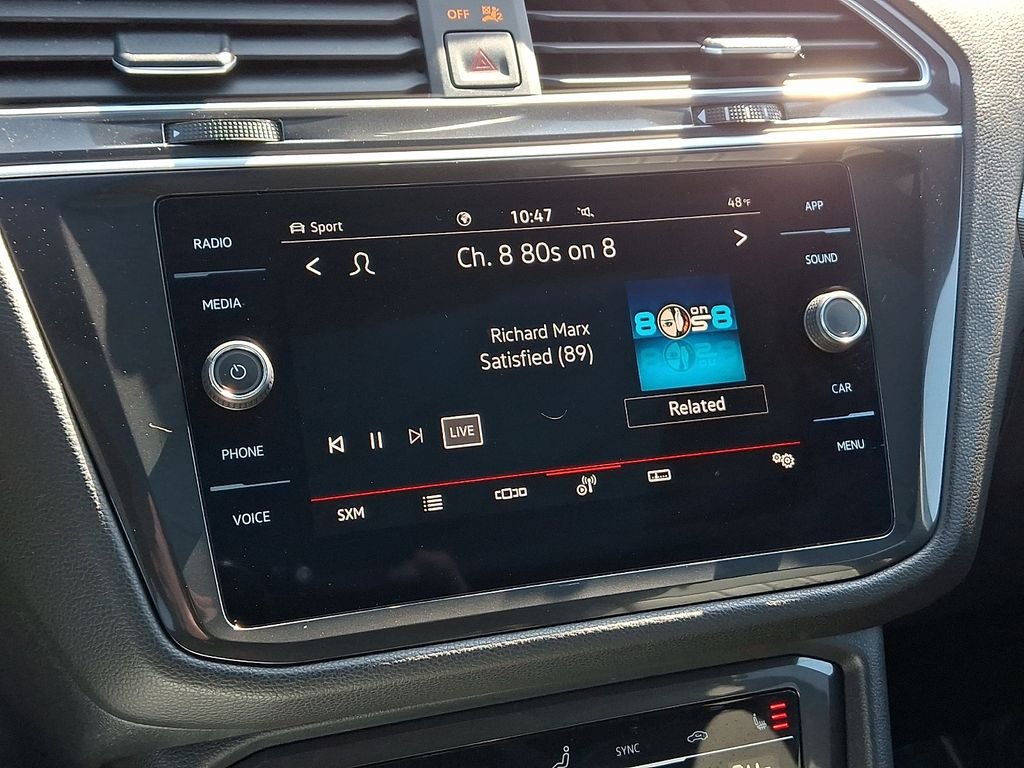 OFF
RADIO
MEDIA
PHONE
VOICE
Sport
10:47
48°F
Ch. 8 80s on 8
Richard Marx
Satisfied (89)
80s on 8
Related
LIVE
SXM
APP
SOUND
CAR
MENU
SYNC